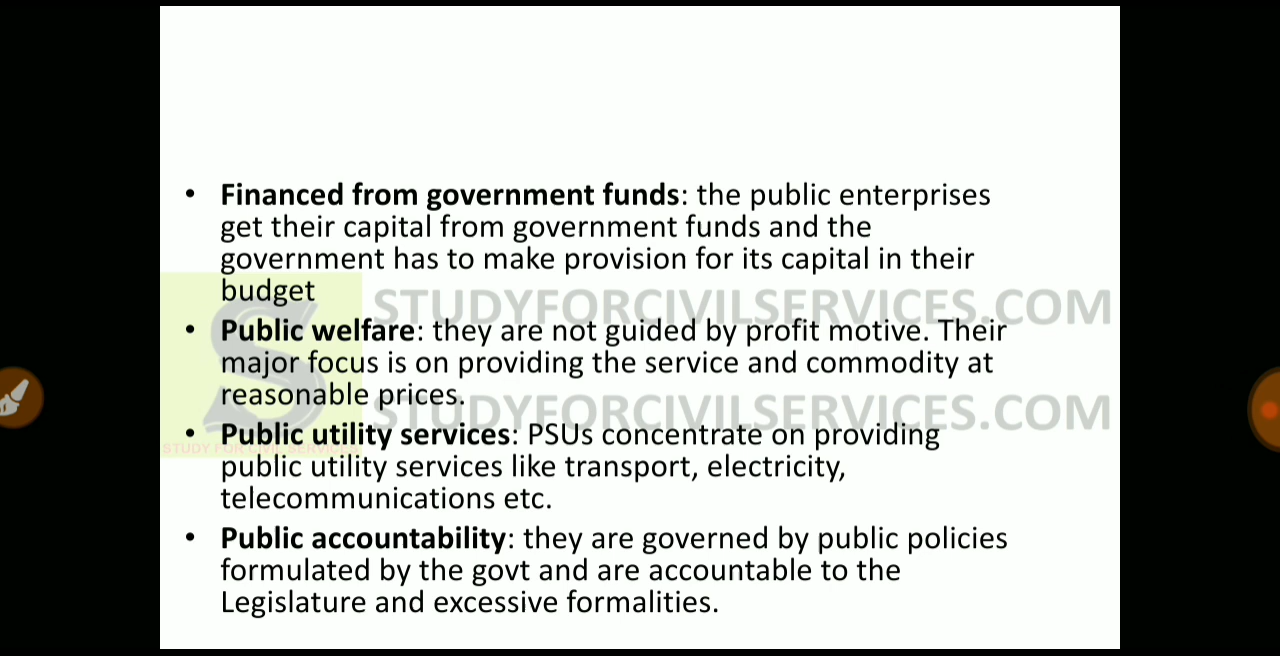 • Financed from government funds: the public enterprises
get their capital from government funds and the
government has to make provision for its capital in their
budget
STUDYFORCIVILSERVICES.COM
• Public welfare: they are not guided by profit motive. Their
major focus is on providing the service and commodity at
reasonable prices.
STUDYFORCIVILSERVICES.COM
• Public utility services: PSUs concentrate on providing
STUDY FOR CIVIL SERVICES
public utility services like transport, electricity,
telecommunications etc.
• Public accountability: they are governed by public policies
formulated by the govt and are accountable to the
Legislature and excessive formalities.